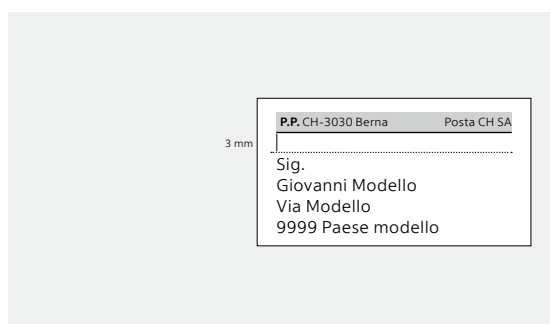 P.P. CH-3030 Berna Posta CH SA
3 mm
Sig.
Giovanni Modello
Via Modello
9999 Paese modello